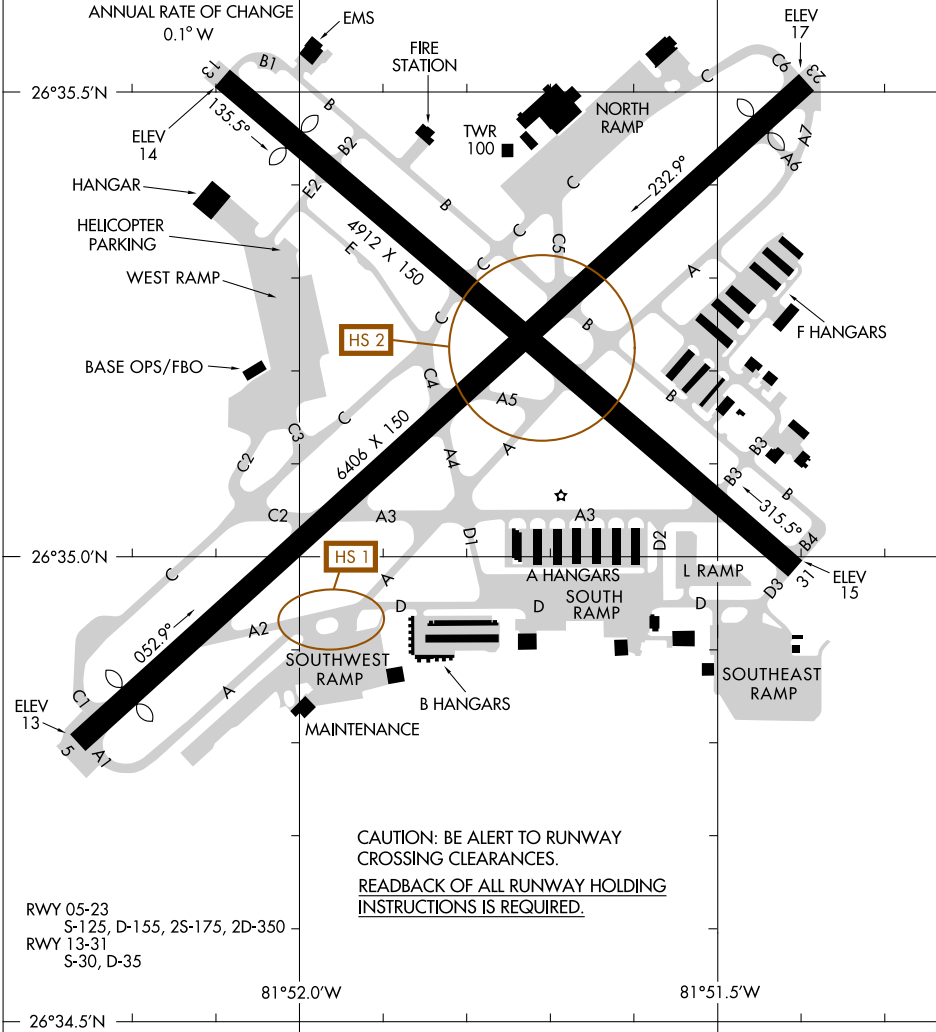 ANNUAL RATE OF CHANGE
0.1° W
EMS
ELEV
17
FIRE
STATION
13
B1
C
C6
23
26°35.5'N
B
NORTH
RAMP
135.5°
ELEV
14
B2
TWR
100
A7
A6
HANGAR
E2
C
232.9°
B
HELICOPTER
PARKING
4912 X 150
C
C5
E
WEST RAMP
C
A
C
B
F HANGARS
HS 2
BASE OPS/FBO
C4
A5
B
C
6406 X 150
C3
A
B3
C2
A4
B3
B
315.5°
C2
A3
A3
D1
D2
B4
26°35.0'N
HS 1
31
C
A
A HANGARS
L RAMP
ELEV
15
D3
SOUTH
RAMP
D
D
D
052.9°
A2
SOUTHWEST
RAMP
SOUTHEAST
RAMP
A
C1
B HANGARS
ELEV
13
MAINTENANCE
5
A1
CAUTION: BE ALERT TO RUNWAY
CROSSING CLEARANCES.
READBACK OF ALL RUNWAY HOLDING
INSTRUCTIONS IS REQUIRED.
RWY 05-23
S-125, D-155, 2S-175, 2D-350
RWY 13-31
S-30, D-35
81°52.0'W
81°51.5'W
26°34.5'N